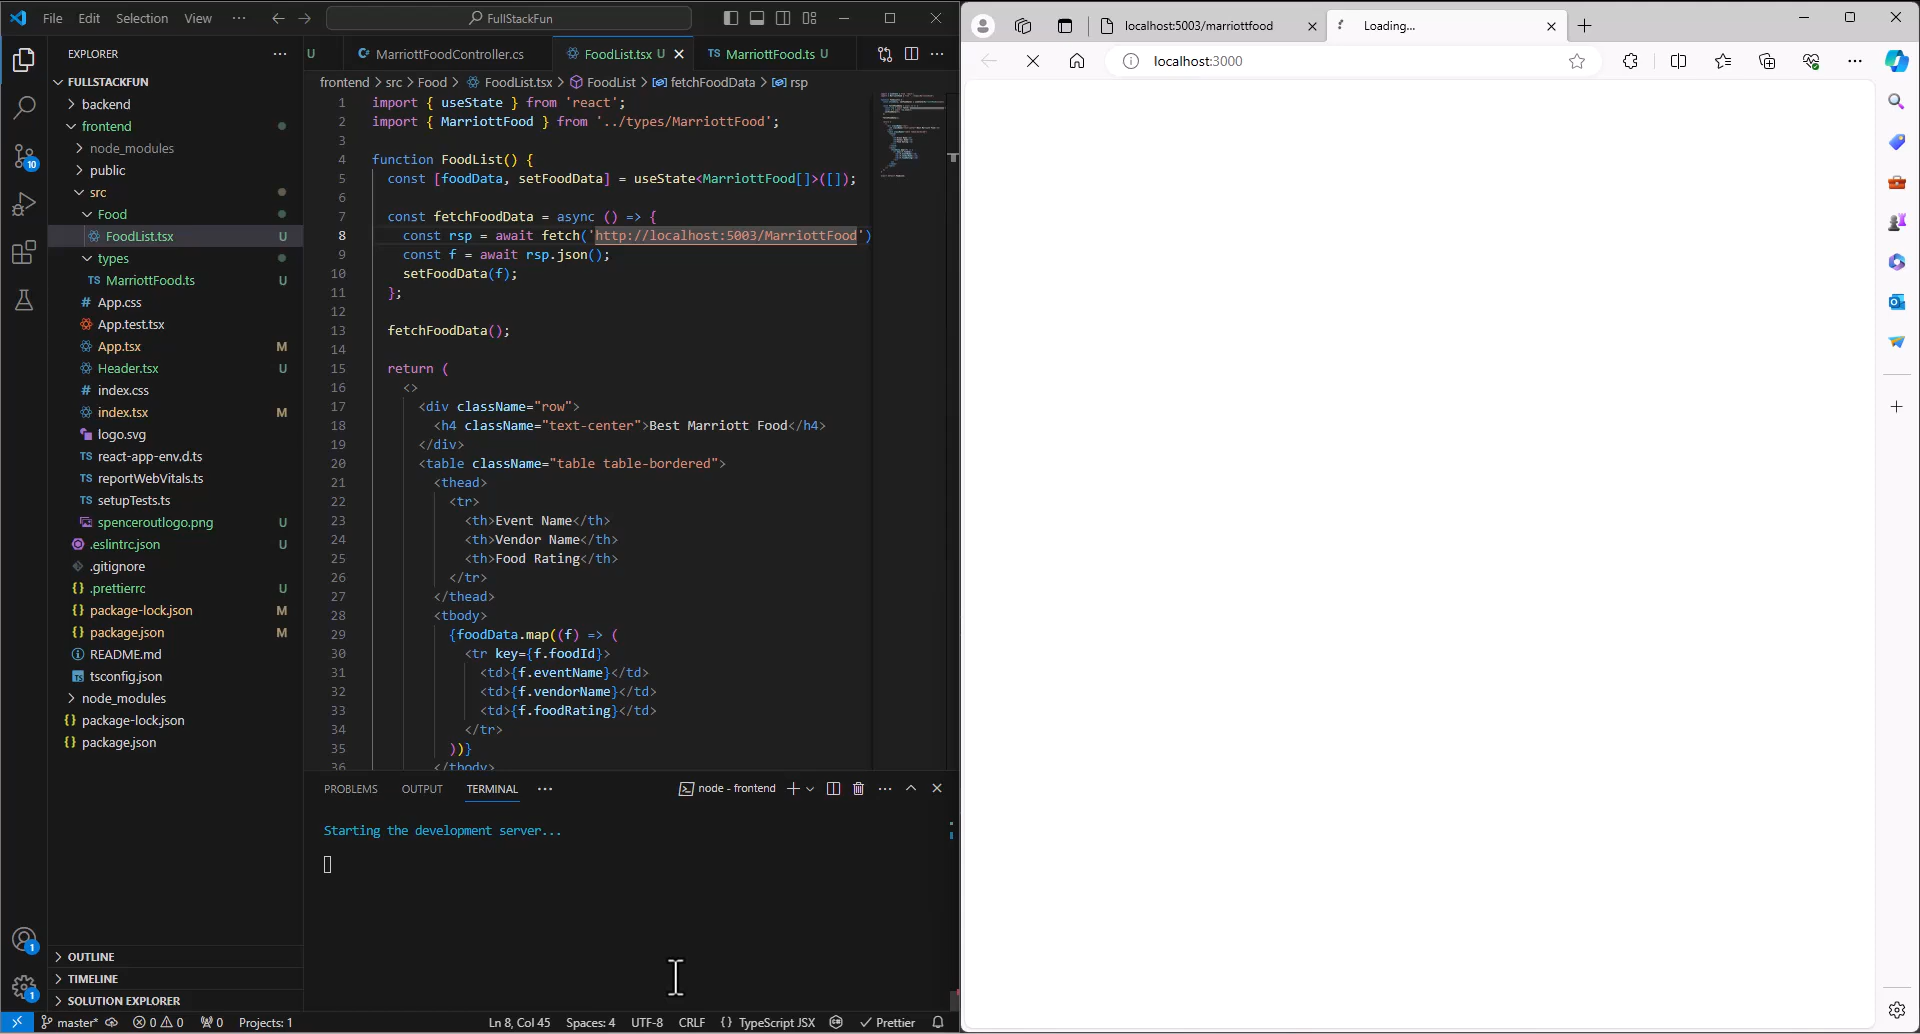 File Edit Selection View ··· FullStackFun
EXPLORER
FULLSTACKFUN
backend
frontend
node_modules
public
src
Food
FoodList.tsx U
types
MarriottFood.ts U
App.css
App.test.tsx
App.tsx M
Header.tsx U
index.css
index.tsx M
logo.svg
react-app-env.d.ts
reportWebVitals.ts
setupTests.ts
spenceroutlogo.png U
.eslintrc.json U
.gitignore
.prettierrc U
package-lock.json M
package.json M
README.md
tsconfig.json
node_modules
package-lock.json
package.json
OUTLINE
TIMELINE
SOLUTION EXPLORER
10
1
1
U MarriottFoodController.cs FoodList.tsx U MarriottFood.ts U
frontend > src > Food > FoodList.tsx > FoodList > fetchFoodData > rsp
1 import { useState } from 'react';
2 import { MarriottFood } from '../types/MarriottFood';
3
4 function FoodList() {
5 const [foodData, setFoodData] = useState<MarriottFood[]>([]);
6
7 const fetchFoodData = async () => {
8 const rsp = await fetch('http://localhost:5003/MarriottFood')
9 const f = await rsp.json();
10 setFoodData(f);
11 };
12
13 fetchFoodData();
14
15 return (
16 <>
17 <div className="row">
18 <h4 className="text-center">Best Marriott Food</h4>
19 </div>
20 <table className="table table-bordered">
21 <thead>
22 <tr>
23 <th>Event Name</th>
24 <th>Vendor Name</th>
25 <th>Food Rating</th>
26 </tr>
27 </thead>
28 <tbody>
29 {foodData.map((f) => (
30 <tr key={f.foodId}>
31 <td>{f.eventName}</td>
32 <td>{f.vendorName}</td>
33 <td>{f.foodRating}</td>
34 </tr>
35 ))}
36 </tbody>
PROBLEMS OUTPUT TERMINAL ··· node - frontend
Starting the development server...
master* 0 0 0 Projects: 1 Ln 8, Col 45 Spaces: 4 UTF-8 CRLF {} TypeScript JSX Prettier
localhost:5003/marriottfood Loading...
localhost:3000